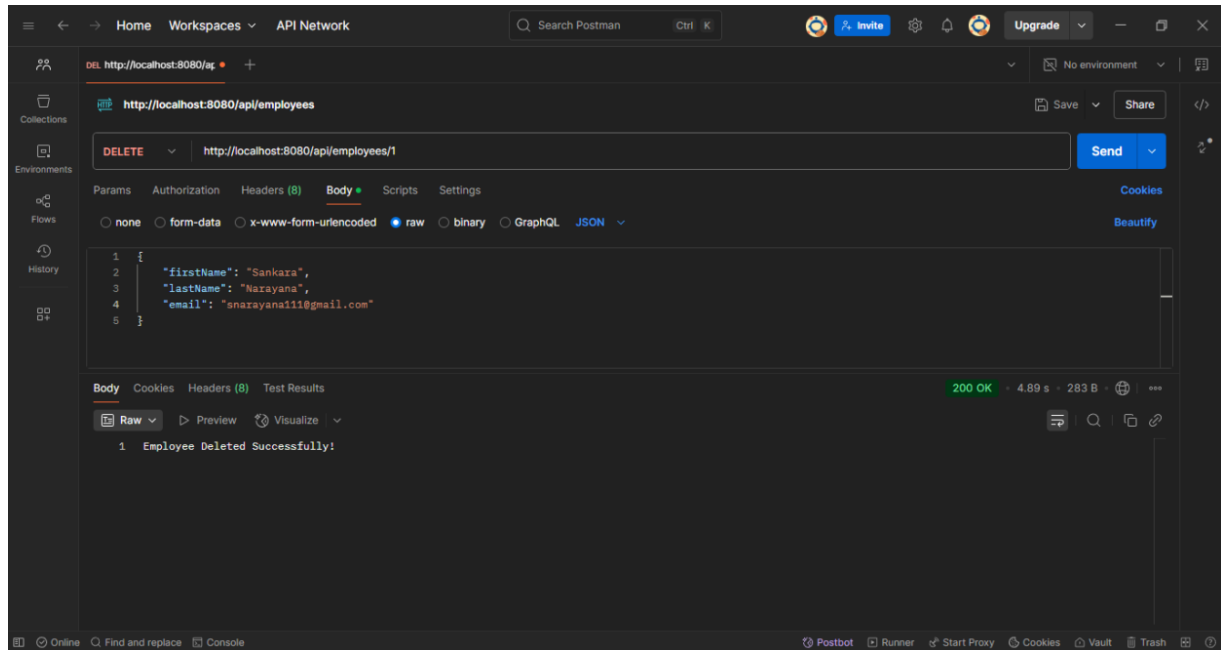 Home Workspaces API Network Search Postman Ctrl K Invite Upgrade
DEL http://localhost:8080/ap No environment
Collections
Environments
Flows
History
HTTP http://localhost:8080/api/employees Save Share
DELETE http://localhost:8080/api/employees/1 Send
Params Authorization Headers (8) Body Scripts Settings Cookies
none form-data x-www-form-urlencoded raw binary GraphQL JSON Beautify
1 {
2 "firstName": "Sankara",
3 "lastName": "Narayana",
4 "email": "snarayana111@gmail.com"
5 }
Body Cookies Headers (8) Test Results 200 OK 4.89 s 283 B
Raw Preview Visualize
1 Employee Deleted Successfully!
Online Find and replace Console Postbot Runner Start Proxy Cookies Vault Trash